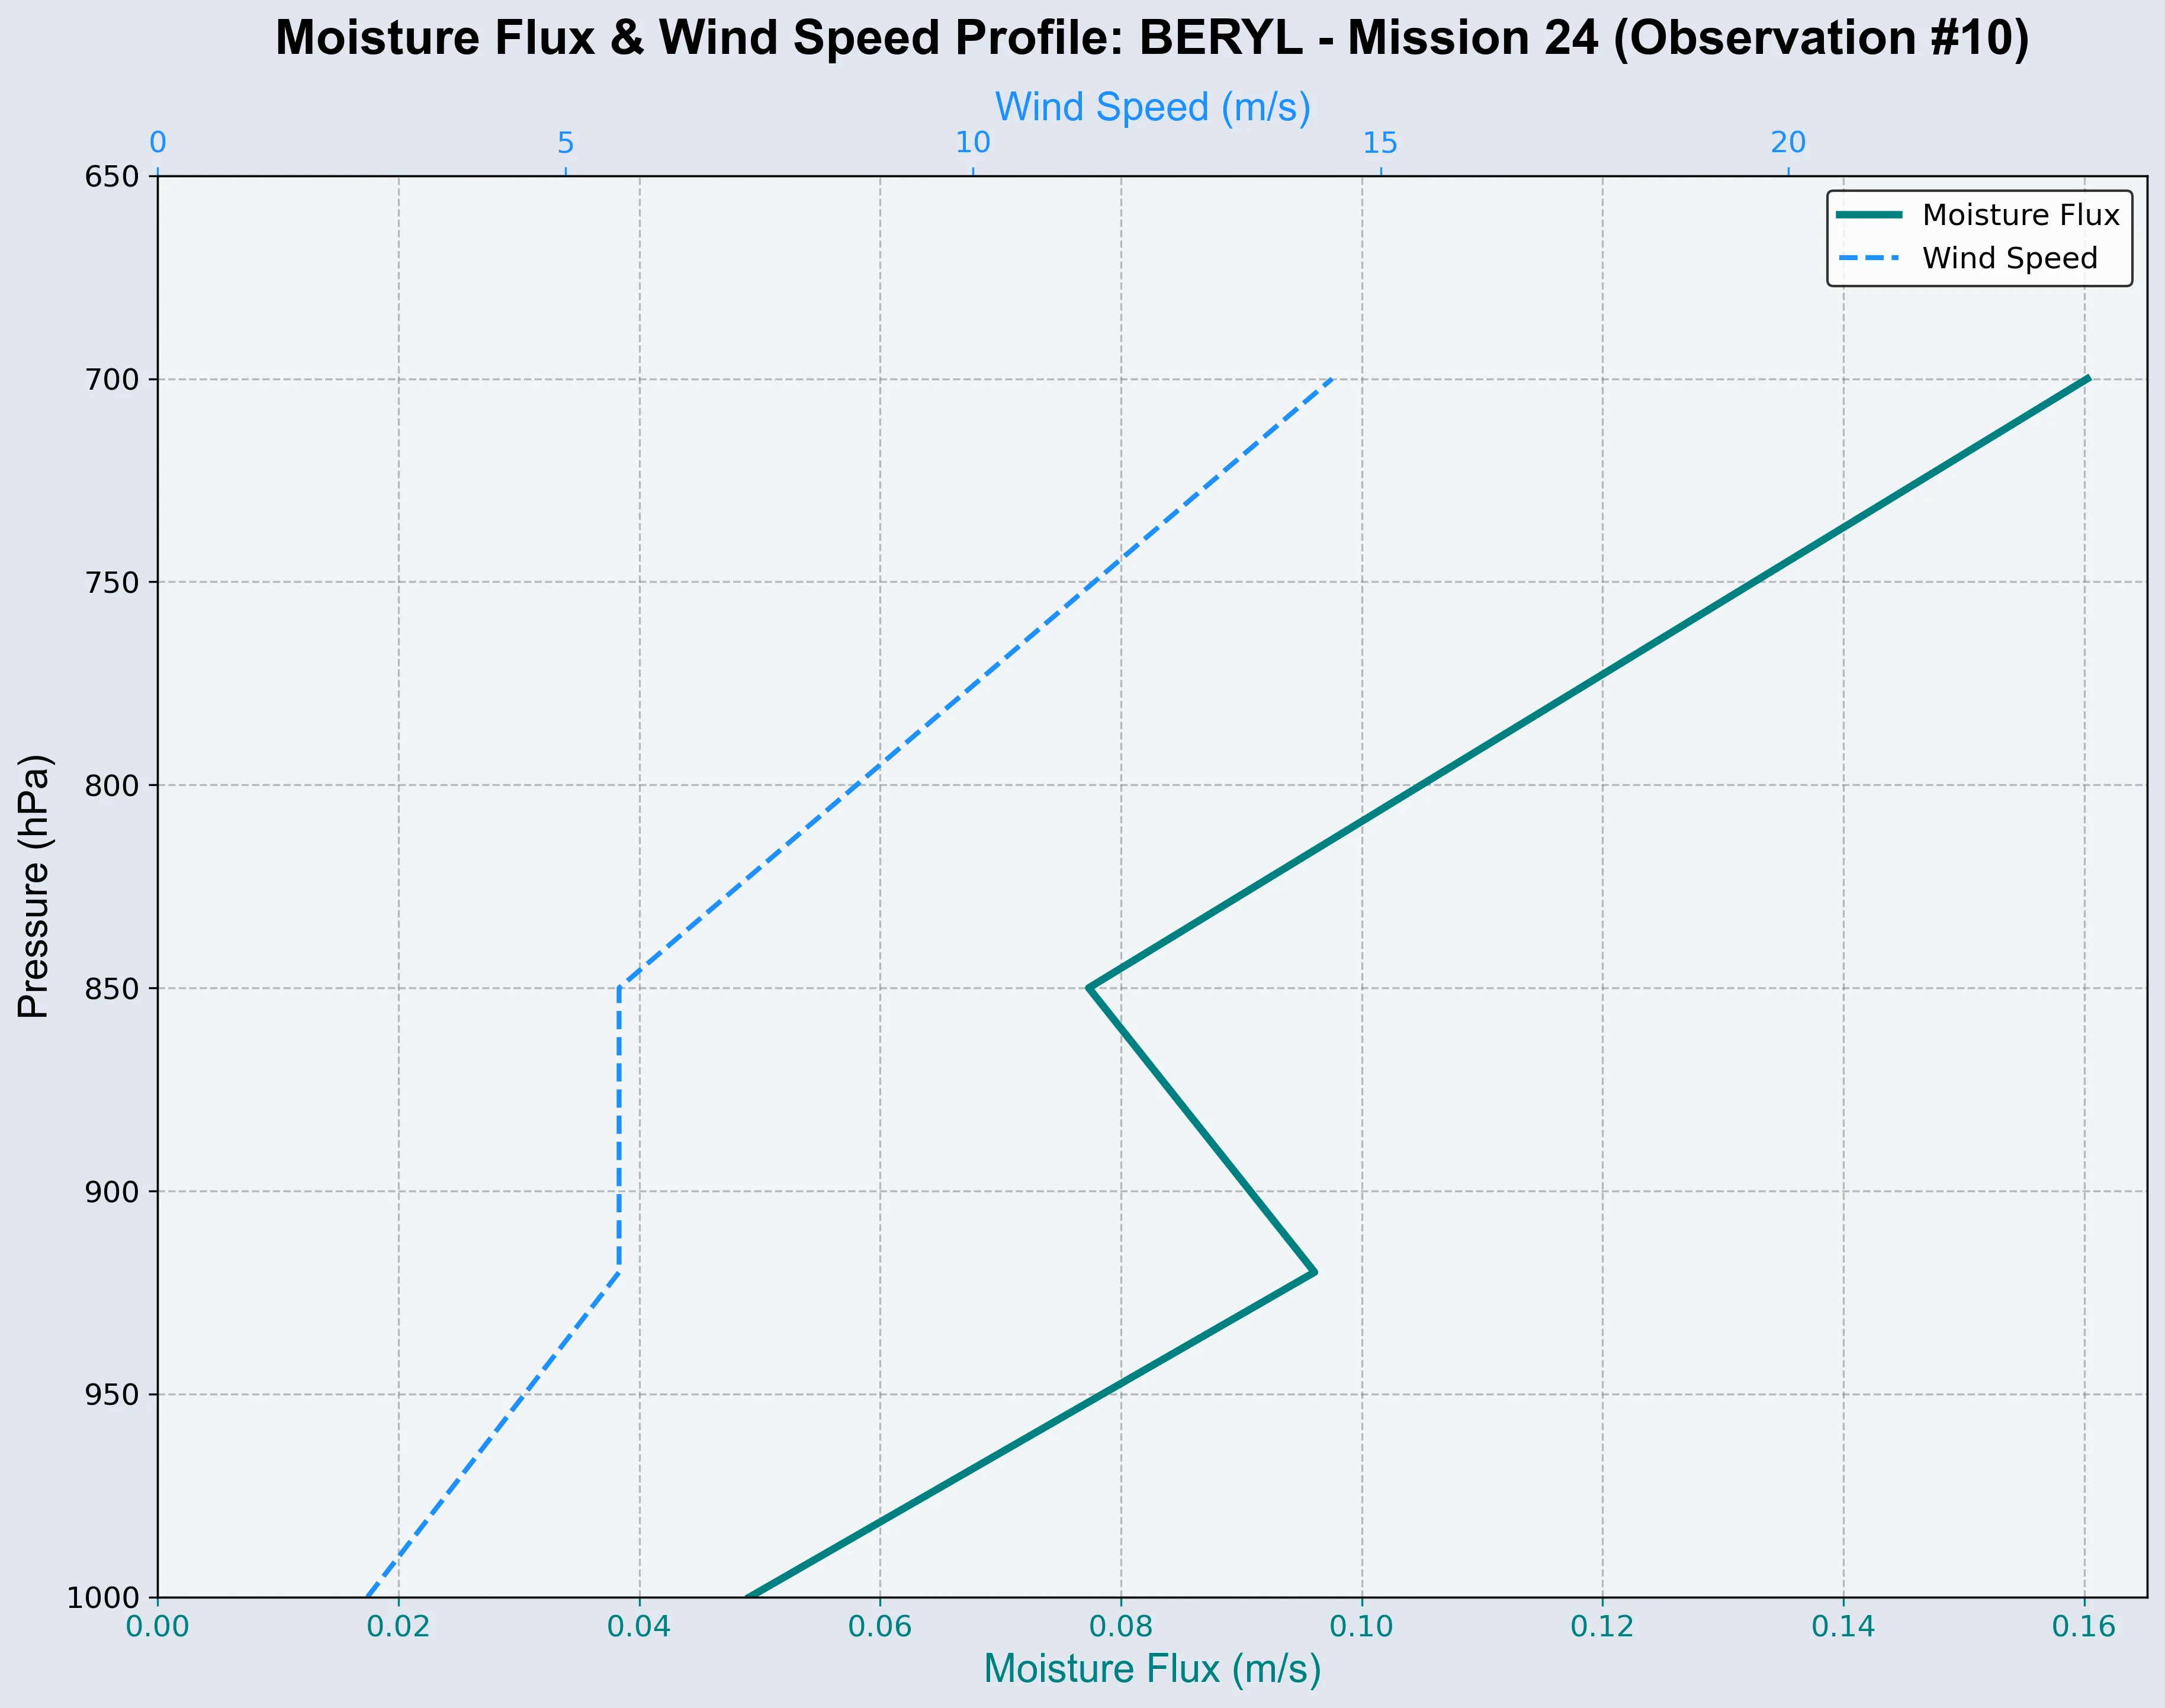 Moisture Flux & Wind Speed Profile: BERYL - Mission 24 (Observation #10)
Wind Speed (m/s)
0 5 10 15 20
Moisture Flux
Wind Speed
Pressure (hPa)
650
700
750
800
850
900
950
1000
0.00 0.02 0.04 0.06 0.08 0.10 0.12 0.14 0.16
Moisture Flux (m/s)